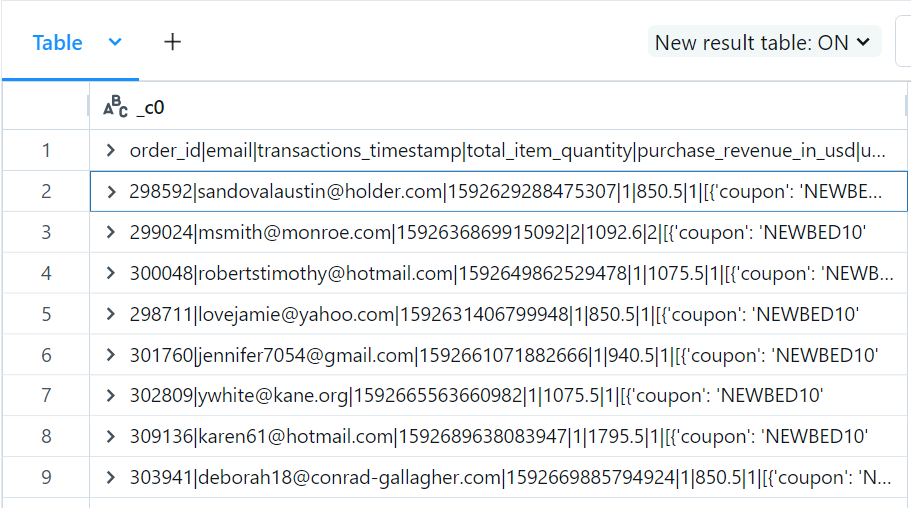 Table
New result table: ON
ABC _c0
1 order_id|email|transactions_timestamp|total_item_quantity|purchase_revenue_in_usd|u...
2 298592|sandovalaustin@holder.com|1592629288475307|1|850.5|1|[{'coupon': 'NEWBE...
3 299024|msmith@monroe.com|1592636869915092|2|1092.6|2|[{'coupon': 'NEWBED10'
4 300048|robertstimothy@hotmail.com|1592649862529478|1|1075.5|1|[{'coupon': 'NEWB...
5 298711|lovejamie@yahoo.com|1592631406799948|1|850.5|1|[{'coupon': 'NEWBED10'
6 301760|jennifer7054@gmail.com|1592661071882666|1|940.5|1|[{'coupon': 'NEWBED10'
7 302809|ywhite@kane.org|1592665563660982|1|1075.5|1|[{'coupon': 'NEWBED10'
8 309136|karen61@hotmail.com|1592689638083947|1|1795.5|1|[{'coupon': 'NEWBED10'
9 303941|deborah18@conrad-gallagher.com|1592669885794924|1|850.5|1|[{'coupon': 'N...